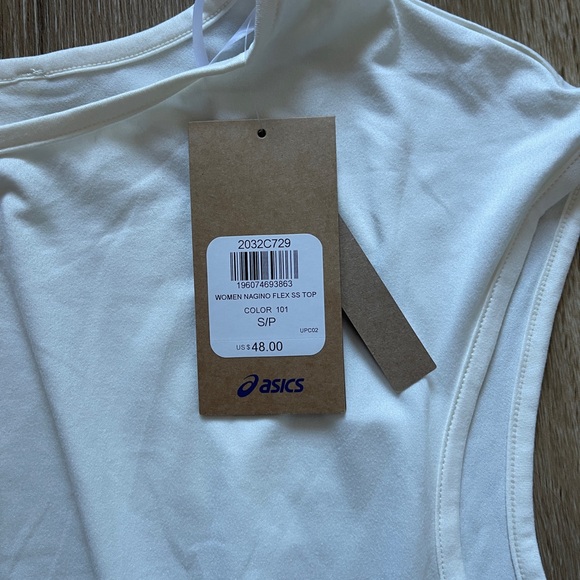 2032C729
196074693863
WOMEN NAGINO FLEX SS TOP
COLOR 101
S/P
UPC02
US $ 48.00
asics